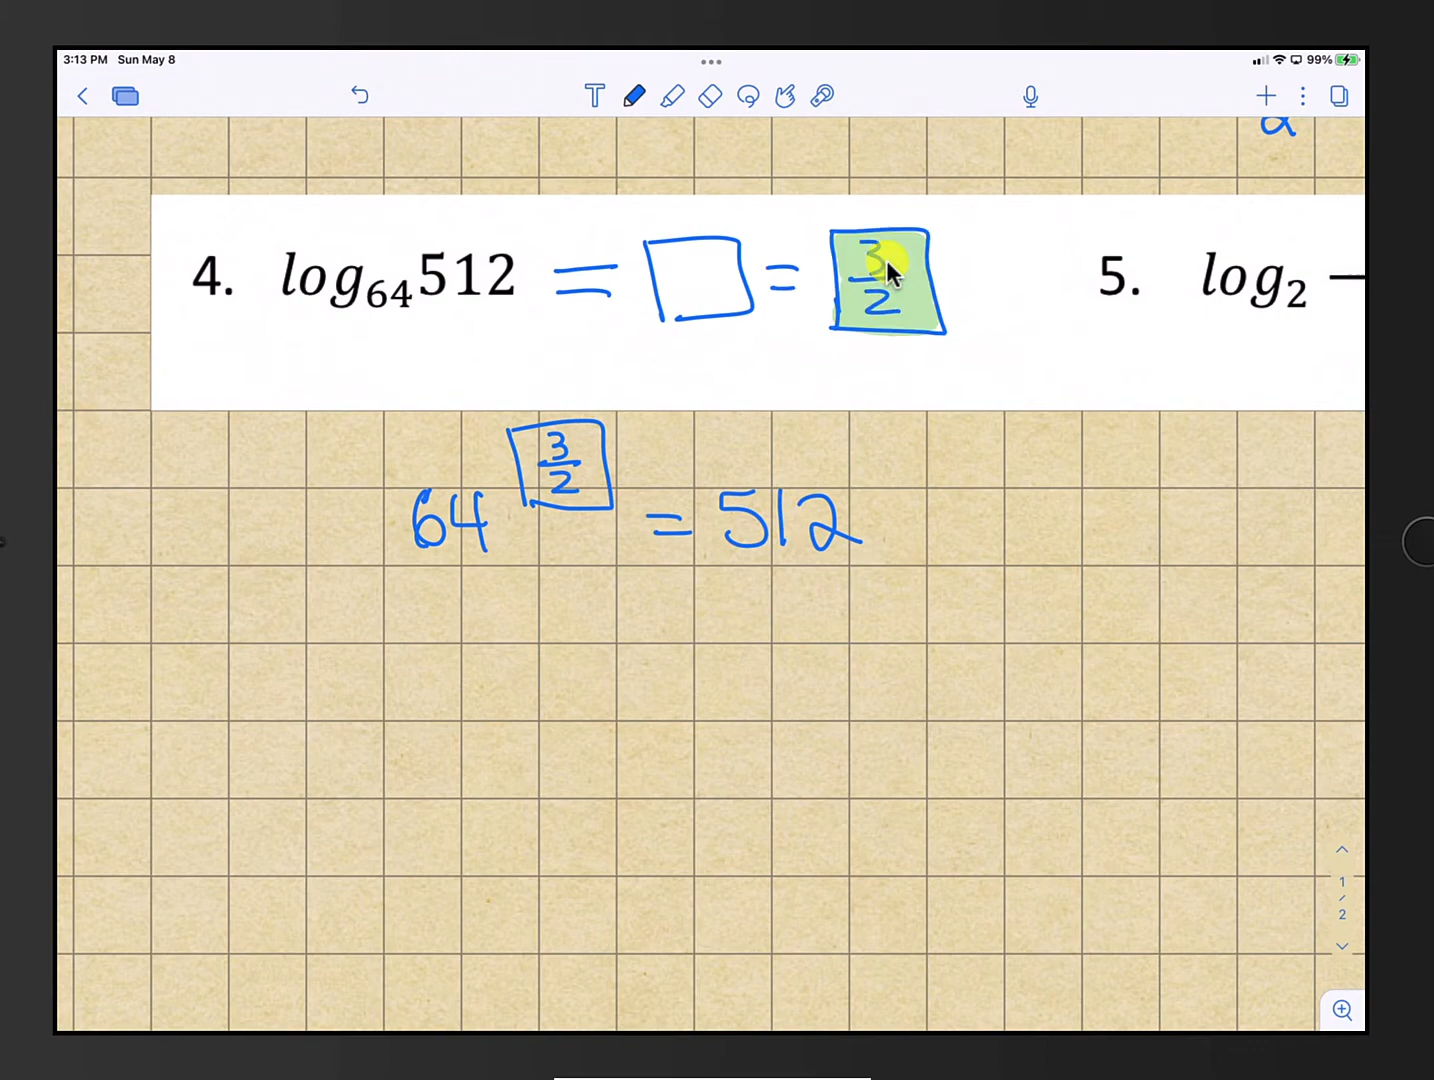 3:13 PM Sun May 8
99%
T
4. log₆₄512 = □ = 3/2
5. log₂ –
64^(3/2) = 512
1/2